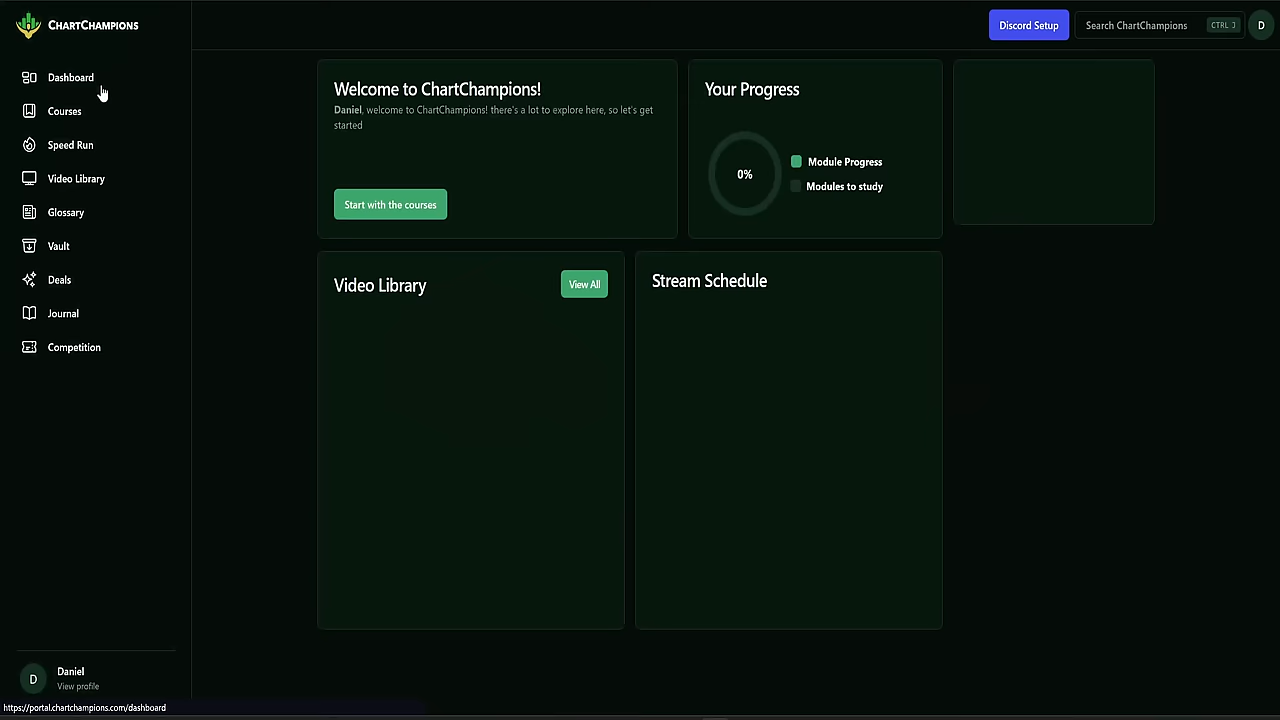 ChartChampions
Discord Setup
Search ChartChampions
CTRL J
D
Dashboard
Courses
Speed Run
Video Library
Glossary
Vault
Deals
Journal
Competition
Welcome to ChartChampions!
Daniel, welcome to ChartChampions! there's a lot to explore here, so let's get
started
Start with the courses
Your Progress
0%
Module Progress
Modules to study
Video Library
View All
Stream Schedule
D
Daniel
View profile
https://portal.chartchampions.com/dashboard